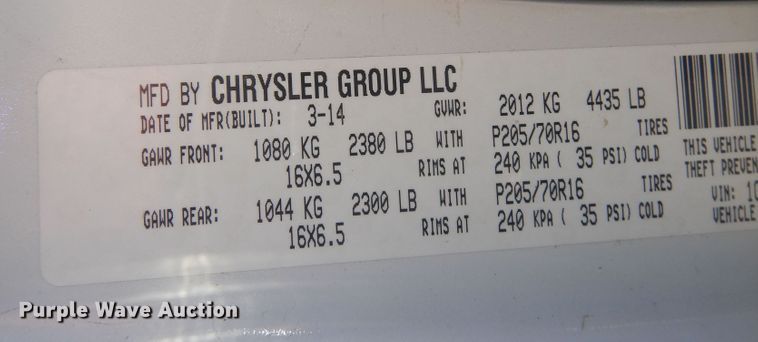 MFD BY CHRYSLER GROUP LLC
DATE OF MFR(BUILT): 3-14 GVWR: 2012 KG 4435 LB
GAWR FRONT: 1080 KG 2380 LB WITH P205/70R16 TIRES
16X6.5 RIMS AT 240 KPA ( 35 PSI) COLD
GAWR REAR: 1044 KG 2300 LB WITH P205/70R16 TIRES
16X6.5 RIMS AT 240 KPA ( 35 PSI) COLD
THIS VEHICLE
THEFT PREVEN
VIN: 1C
VEHICLE
Purple Wave Auction